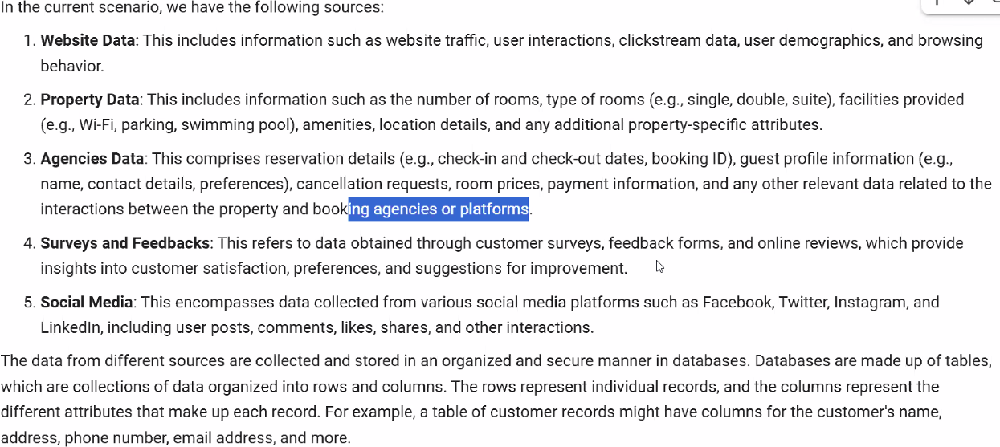 In the current scenario, we have the following sources:
1. Website Data: This includes information such as website traffic, user interactions, clickstream data, user demographics, and browsing
behavior.
2. Property Data: This includes information such as the number of rooms, type of rooms (e.g., single, double, suite), facilities provided
(e.g., Wi-Fi, parking, swimming pool), amenities, location details, and any additional property-specific attributes.
3. Agencies Data: This comprises reservation details (e.g., check-in and check-out dates, booking ID), guest profile information (e.g.,
name, contact details, preferences), cancellation requests, room prices, payment information, and any other relevant data related to the
interactions between the property and booking agencies or platforms.
4. Surveys and Feedbacks: This refers to data obtained through customer surveys, feedback forms, and online reviews, which provide
insights into customer satisfaction, preferences, and suggestions for improvement.
5. Social Media: This encompasses data collected from various social media platforms such as Facebook, Twitter, Instagram, and
LinkedIn, including user posts, comments, likes, shares, and other interactions.
The data from different sources are collected and stored in an organized and secure manner in databases. Databases are made up of tables,
which are collections of data organized into rows and columns. The rows represent individual records, and the columns represent the
different attributes that make up each record. For example, a table of customer records might have columns for the customer's name,
address, phone number, email address, and more.